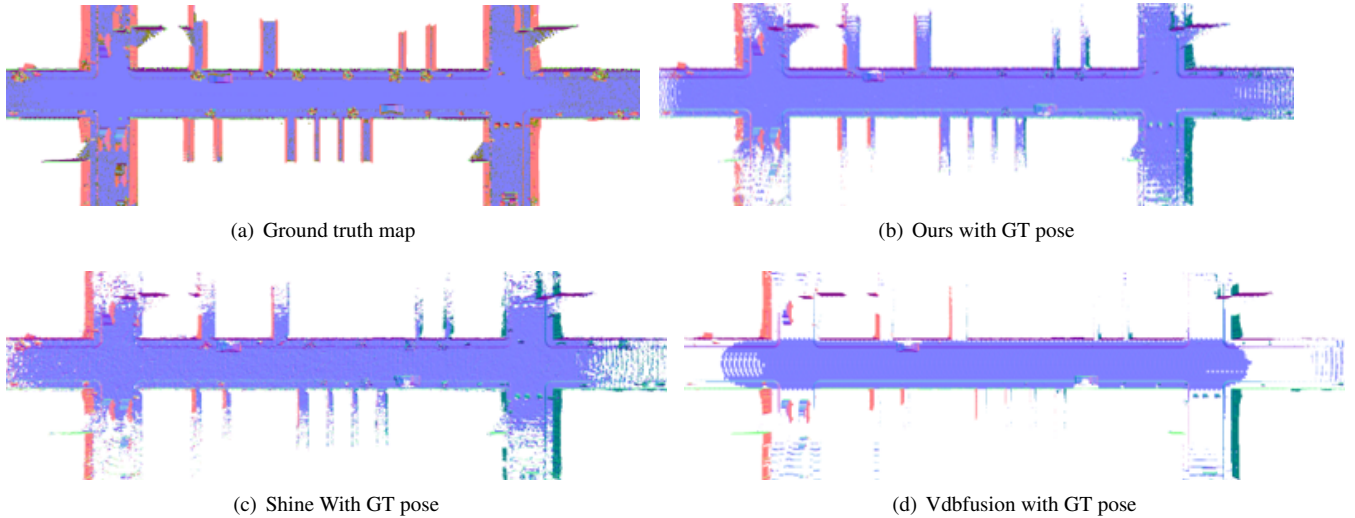 (a) Ground truth map
(b) Ours with GT pose
(c) Shine With GT pose
(d) Vdbfusion with GT pose